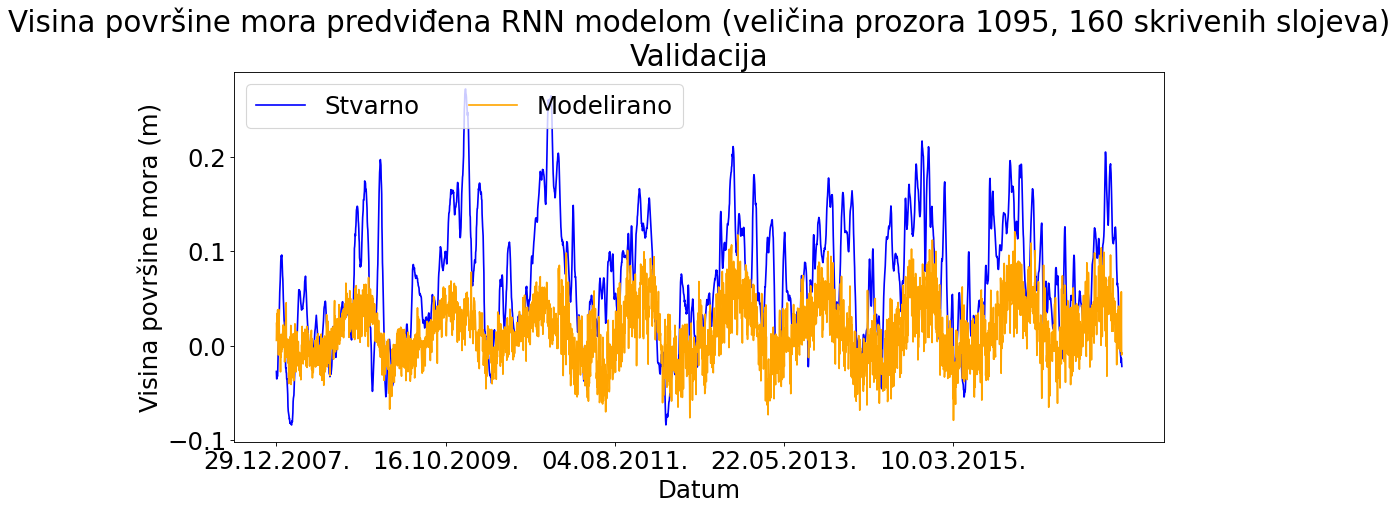 Visina površine mora predviđena RNN modelom (veličina prozora 1095, 160 skrivenih slojeva)
Validacija
Stvarno
Modelirano
Visina površine mora (m)
0.2
0.1
0.0
−0.1
29.12.2007.
16.10.2009.
04.08.2011.
22.05.2013.
10.03.2015.
Datum